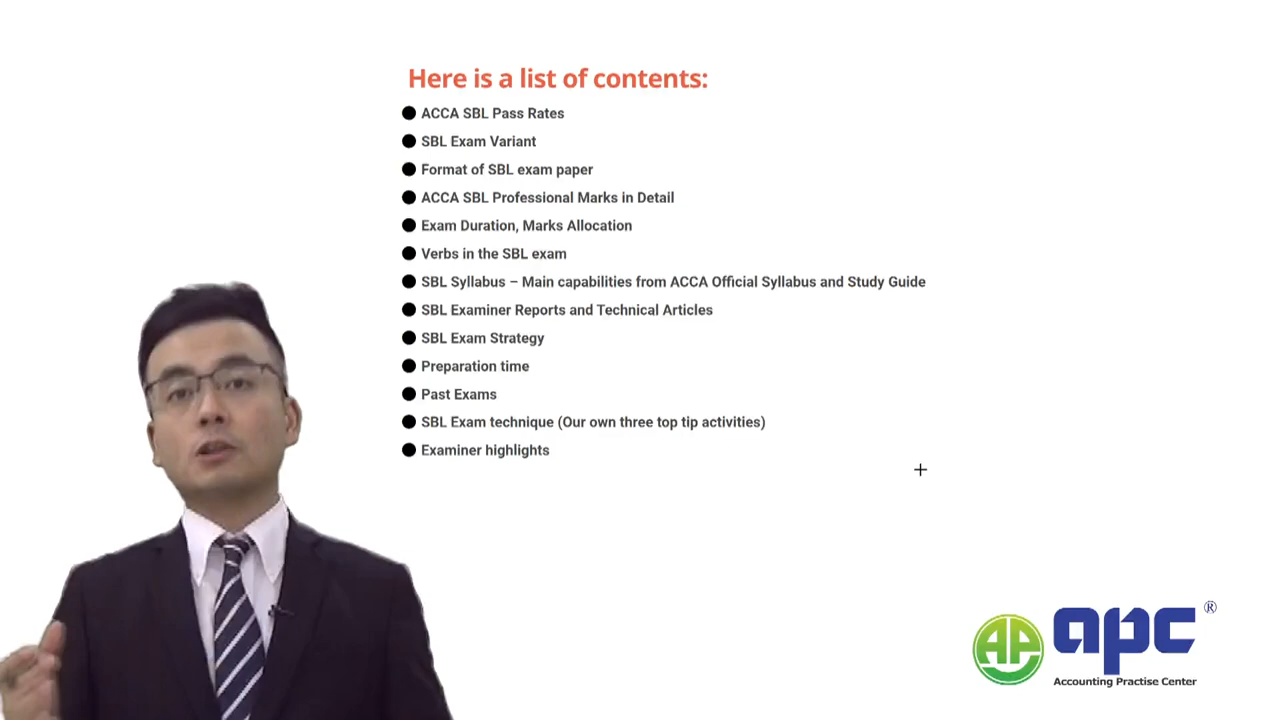 Here is a list of contents:
ACCA SBL Pass Rates
SBL Exam Variant
Format of SBL exam paper
ACCA SBL Professional Marks in Detail
Exam Duration, Marks Allocation
Verbs in the SBL exam
SBL Syllabus – Main capabilities from ACCA Official Syllabus and Study Guide
SBL Examiner Reports and Technical Articles
SBL Exam Strategy
Preparation time
Past Exams
SBL Exam technique (Our own three top tip activities)
Examiner highlights
AP apc ®
Accounting Practise Center